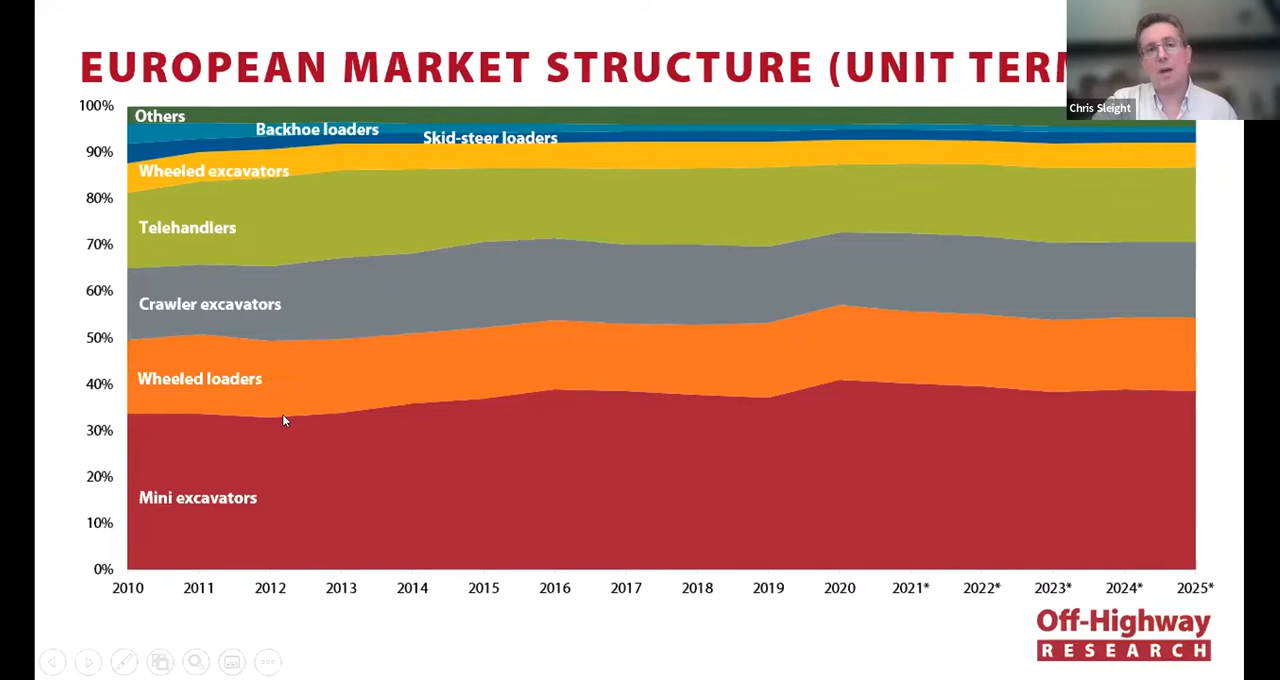 EUROPEAN MARKET STRUCTURE (UNIT TERM
Chris Sleight
100%
90%
80%
70%
60%
50%
40%
30%
20%
10%
0%
Others
Backhoe loaders
Skid-steer loaders
Wheeled excavators
Telehandlers
Crawler excavators
Wheeled loaders
Mini excavators
2010 2011 2012 2013 2014 2015 2016 2017 2018 2019 2020 2021* 2022* 2023* 2024* 2025*
Off-Highway
RESEARCH